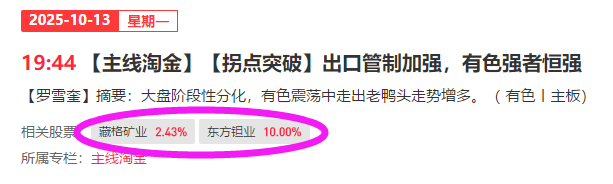 2025-10-13 星期一
19:44 【主线淘金】【拐点突破】出口管制加强，有色强者恒强
【罗雪奎】摘要：大盘阶段性分化，有色震荡中走出老鸭头走势增多。（有色丨主板）
相关股票 藏格矿业 2.43% 东方钽业 10.00%
所属专栏：主线淘金